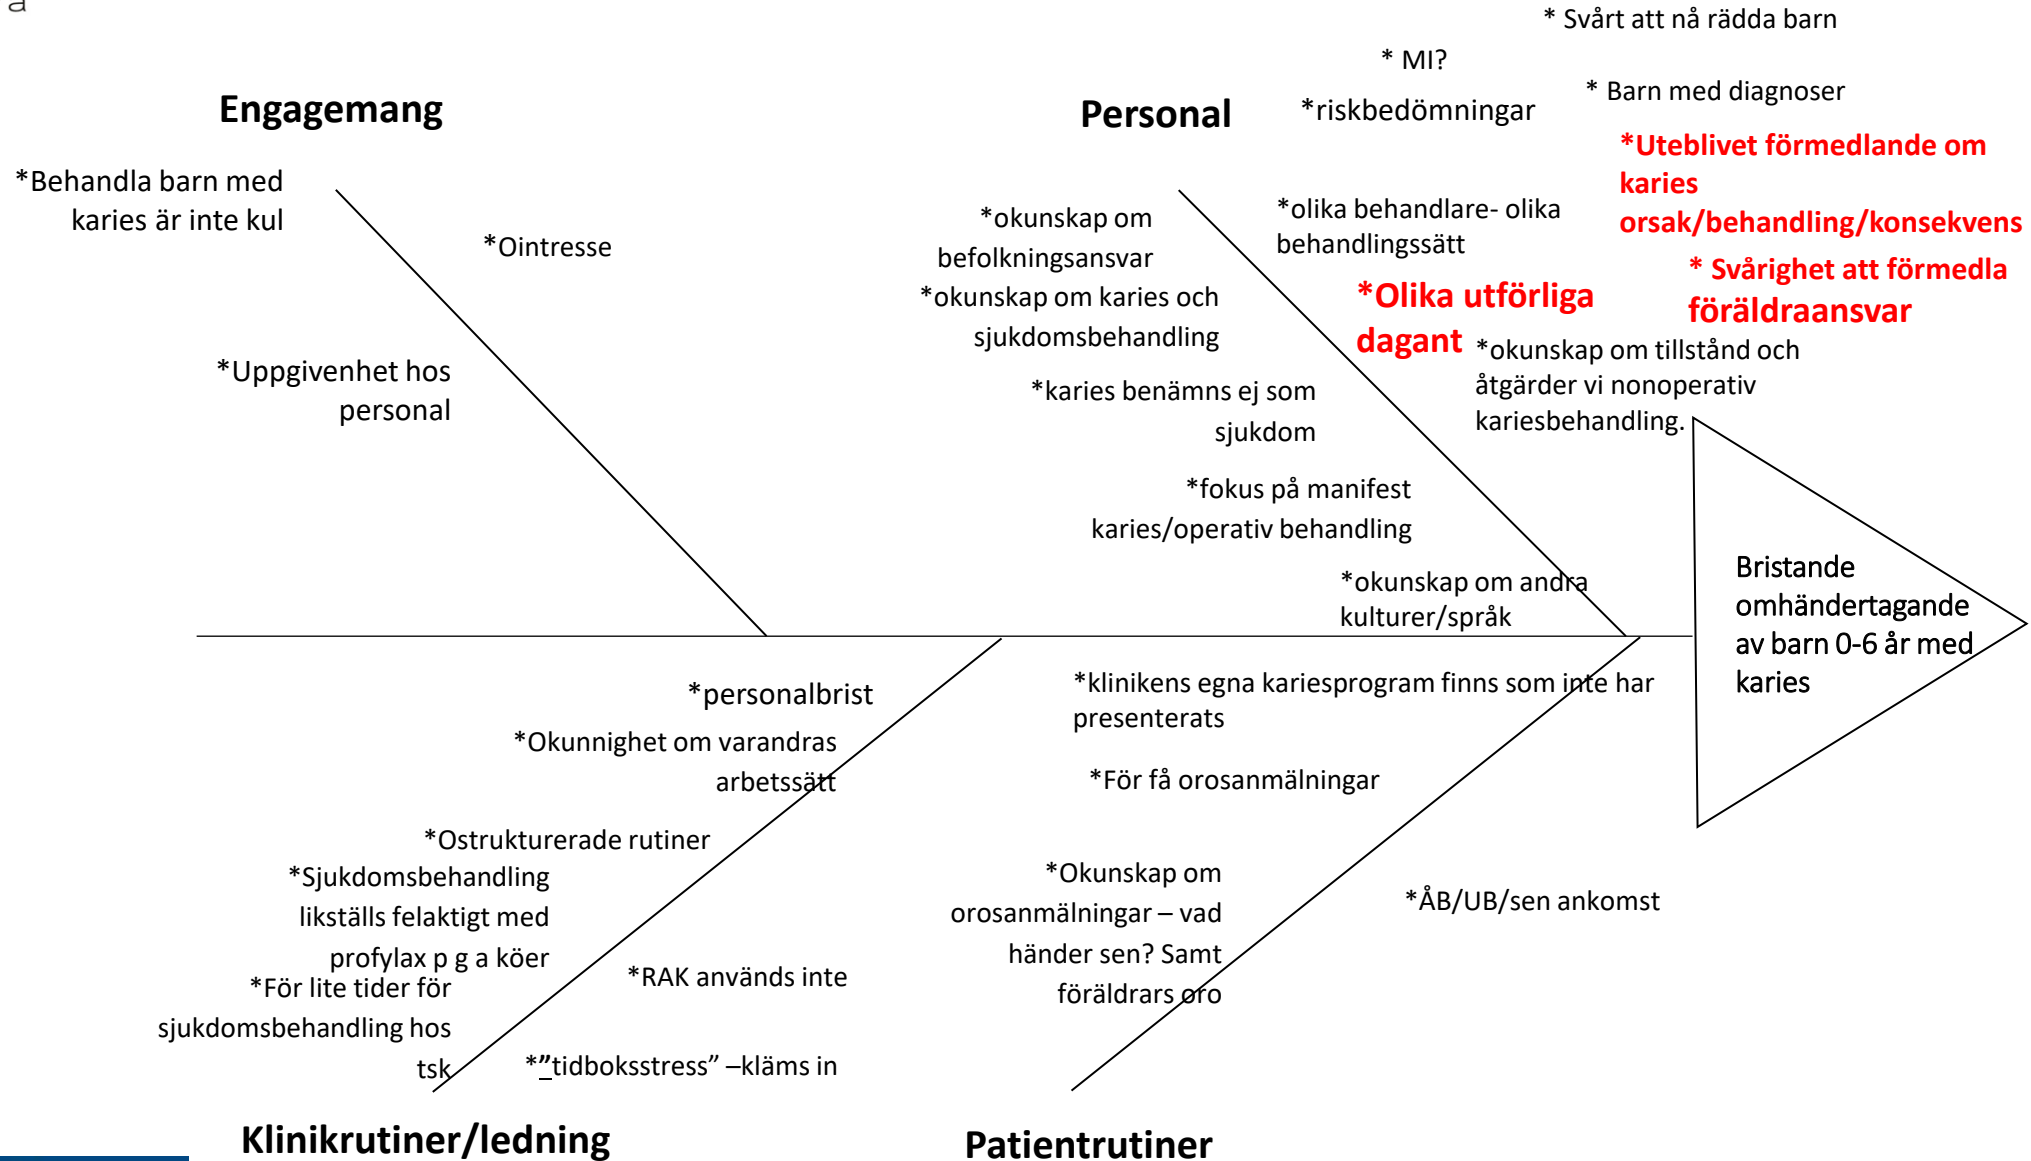 a
Engagemang
*Behandla barn med
karies är inte kul
*Ointresse
*Uppgivenhet hos
personal
Personal
* MI?
*riskbedömningar
* Svårt att nå rädda barn
* Barn med diagnoser
*Uteblivet förmedlande om
karies
orsak/behandling/konsekvens
* Svårighet att förmedla
föräldraansvar
*okunskap om
befolkningsansvar
*okunskap om karies och
sjukdomsbehandling
*karies benämns ej som
sjukdom
*fokus på manifest
karies/operativ behandling
*okunskap om andra
kulturer/språk
*olika behandlare- olika
behandlingssätt
*Olika utförliga
dagant
*okunskap om tillstånd och
åtgärder vi nonoperativ
kariesbehandling.
Bristande
omhändertagande
av barn 0-6 år med
karies
*personalbrist
*Okunnighet om varandras
arbetssätt
*Ostrukturerade rutiner
*Sjukdomsbehandling
likställs felaktigt med
profylax p g a köer
*För lite tider för
sjukdomsbehandling hos
tsk
*RAK används inte
*"tidboksstress” –kläms in
Klinikrutiner/ledning
*klinikens egna kariesprogram finns som inte har
presenterats
*För få orosanmälningar
*Okunskap om
orosanmälningar – vad
händer sen? Samt
föräldrars oro
*ÅB/UB/sen ankomst
Patientrutiner